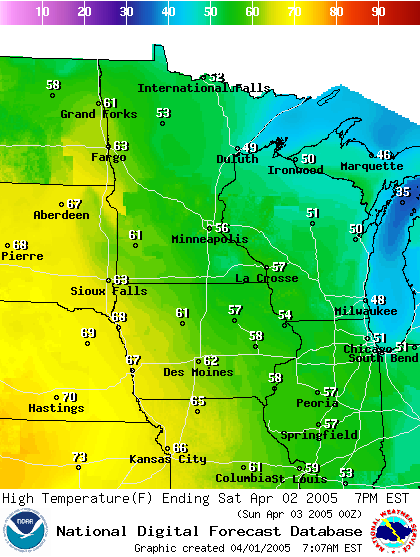 10 20 30 40 50 60 70 80 90
52
58
International Falls
61
Grand Forks
53
63
Fargo
49
Duluth
50
Ironwood
46
Marquette
35
67
Aberdeen
51
56
Minneapolis
61
50
68
Pierre
57
La Crosse
63
Sioux Falls
48
Milwaukee
68
61
57
54
69
58
51
Chicago
51
South Bend
67
62
Des Moines
58
57
Peoria
70
Hastings
65
57
Springfield
66
Kansas City
73
61
Columbia
59
St Louis
53
High Temperature(F) Ending Sat Apr 02 2005 7PM EST
(Sun Apr 03 2005 00Z)
NOAA
National Digital Forecast Database
Graphic created 04/01/2005 7:07AM EST